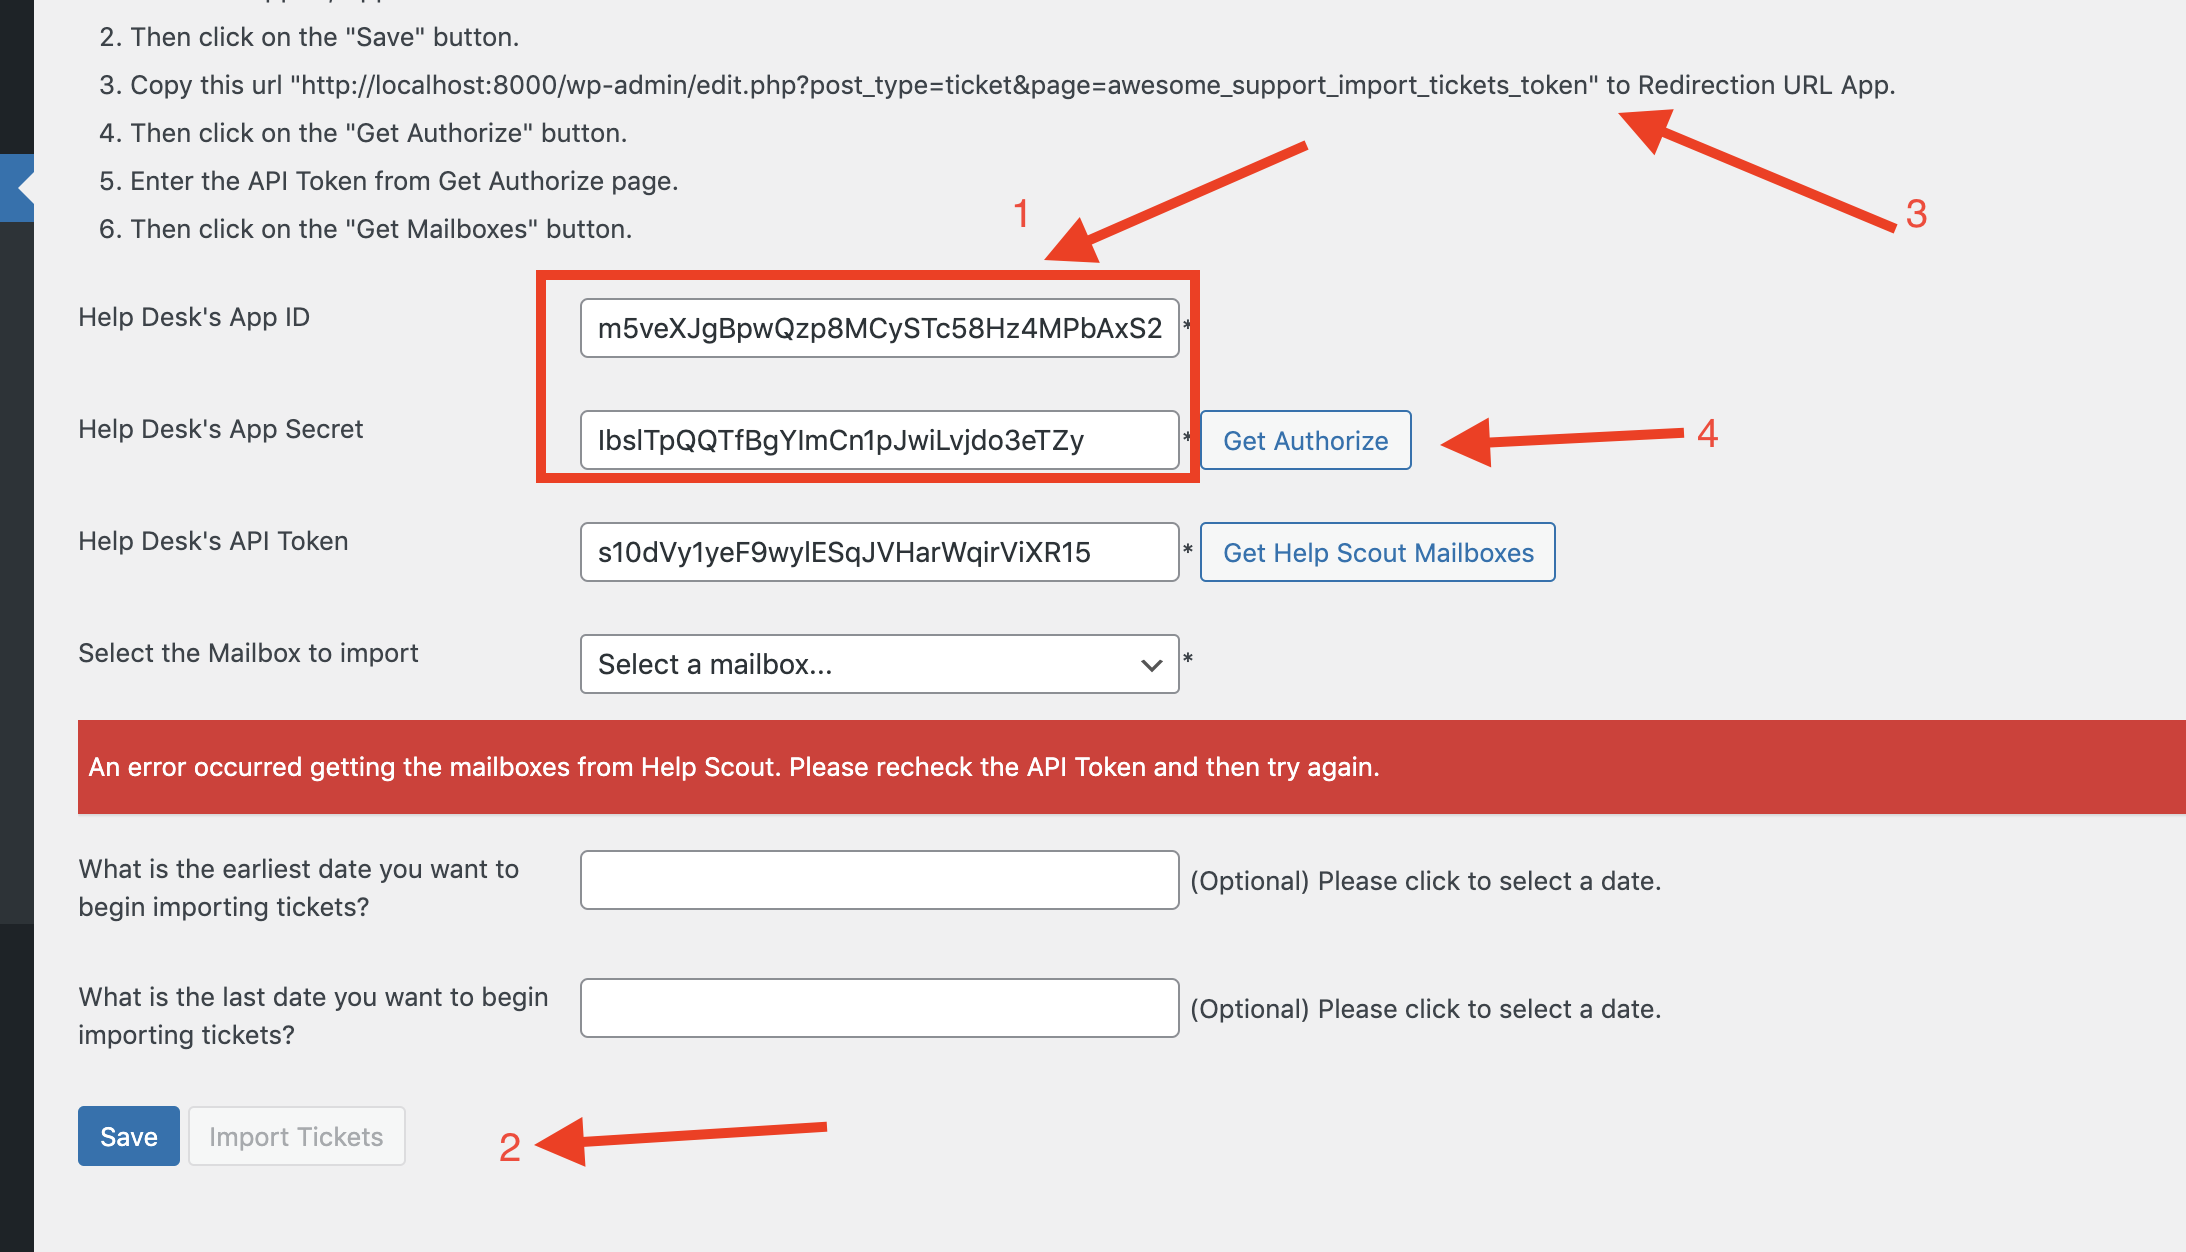 2. Then click on the "Save" button.
3. Copy this url "http://localhost:8000/wp-admin/edit.php?post_type=ticket&page=awesome_support_import_tickets_token" to Redirection URL App.
4. Then click on the "Get Authorize" button.
5. Enter the API Token from Get Authorize page.
6. Then click on the "Get Mailboxes" button.
1
3
Help Desk's App ID
m5veXJgBpwQzp8MCySTc58Hz4MPbAxS2 *
Help Desk's App Secret
IbslTpQQTfBgYImCn1pJwiLvjdo3eTZy * Get Authorize
4
Help Desk's API Token
s10dVy1yeF9wylESqJVHarWqirViXR15 * Get Help Scout Mailboxes
Select the Mailbox to import
Select a mailbox... *
An error occurred getting the mailboxes from Help Scout. Please recheck the API Token and then try again.
What is the earliest date you want to
begin importing tickets?
(Optional) Please click to select a date.
What is the last date you want to begin
importing tickets?
(Optional) Please click to select a date.
Save Import Tickets
2